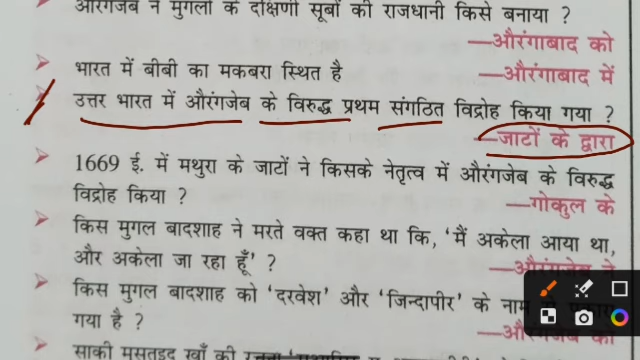 औरंगजेब ने मुगलों के दक्षिणी सूबों की राजधानी किसे बनाया ?
—औरंगाबाद को
भारत में बीबी का मकबरा स्थित है
—औरंगाबाद में
उत्तर भारत में औरंगजेब के विरुद्ध प्रथम संगठित विद्रोह किया गया ?
—जाटों के द्वारा
1669 ई. में मथुरा के जाटों ने किसके नेतृत्व में औरंगजेब के विरुद्ध
विद्रोह किया ?
—गोकुल के
किस मुगल बादशाह ने मरते वक्त कहा था कि, ‘मैं अकेला आया था,
और अकेला जा रहा हूँ’ ?
—औरंगजेब ने
किस मुगल बादशाह को ‘दरवेश’ और ‘जिन्दापीर’ के नाम
गया है ?
साकी मुसतइद खाँ की